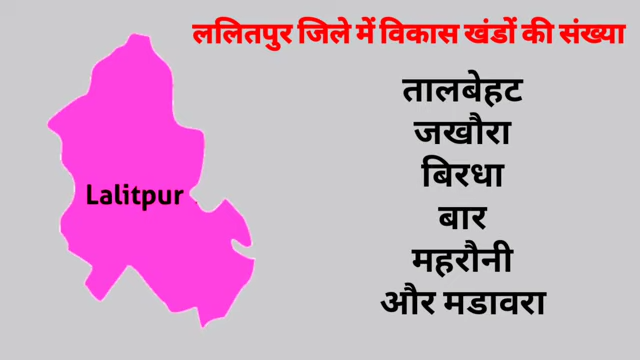 ललितपुर जिले में विकास खंडों की संख्या
तालबेहट
जखौरा
बिरधा
बार
महरौनी
और मडावरा
Lalitpur